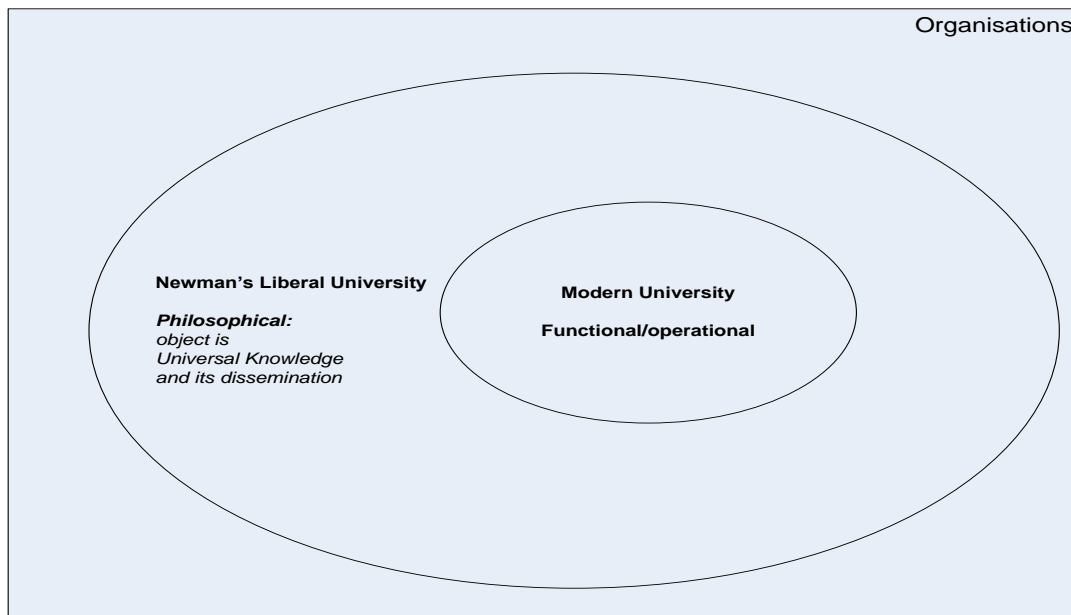 Organisations
Newman’s Liberal University
Philosophical:
object is
Universal Knowledge
and its dissemination
Modern University
Functional/operational